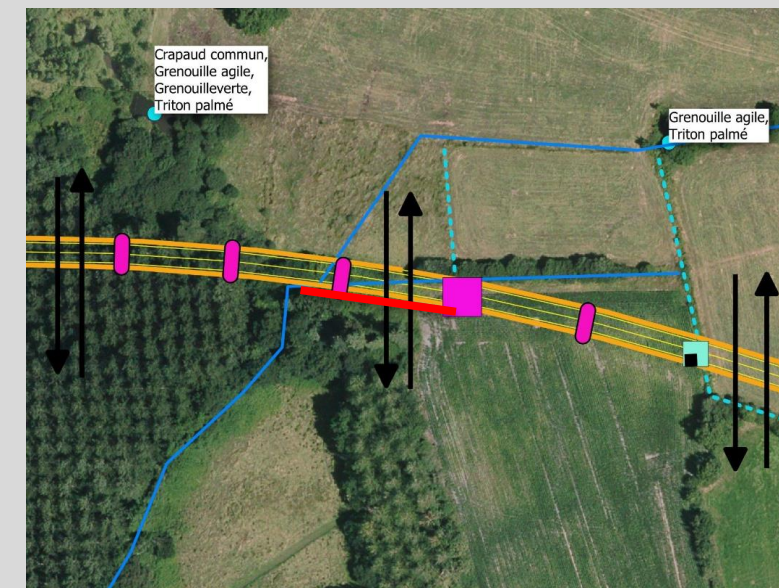 Crapaud commun,
Grenouille agile,
Grenouilleverte,
Triton palmé
Grenouille agile,
Triton palmé